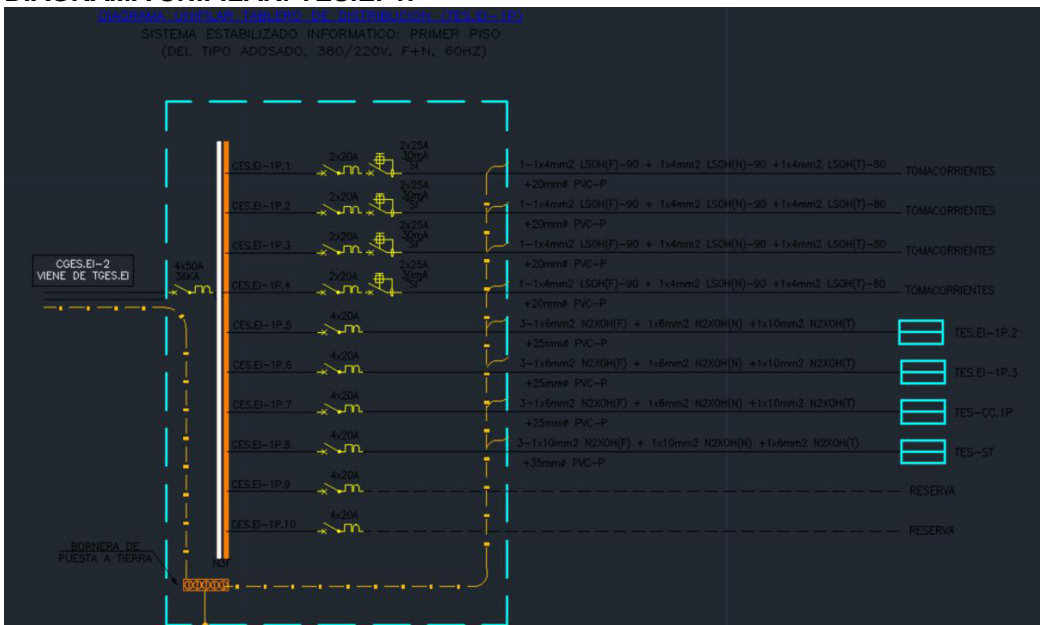 DIAGRAMA UNIFILAR TABLERO DE DISTRIBUCION (TES.EI-1P)
SISTEMA ESTABILIZADO INFORMATICO: PRIMER PISO
(DEL TIPO ADOSADO, 380/220V. F+N, 60HZ)
CGES.EI-2
VIENE DE TGES.EI
4x50A
36KA
CES.EI-1P.1
2x20A
2x25A
30mA
SI
1-1x4mm2 LSOH(F)-90 + 1x4mm2 LSOH(N)-90 +1x4mm2 LSOH(T)-80
+20mmø PVC-P
TOMACORRIENTES
CES.EI-1P.2
2x20A
2x25A
30mA
SI
1-1x4mm2 LSOH(F)-90 + 1x4mm2 LSOH(N)-90 +1x4mm2 LSOH(T)-80
+20mmø PVC-P
TOMACORRIENTES
CES.EI-1P.3
2x20A
2x25A
30mA
SI
1-1x4mm2 LSOH(F)-90 + 1x4mm2 LSOH(N)-90 +1x4mm2 LSOH(T)-80
+20mmø PVC-P
TOMACORRIENTES
CES.EI-1P.4
2x20A
2x25A
30mA
SI
1-1x4mm2 LSOH(F)-90 + 1x4mm2 LSOH(N)-90 +1x4mm2 LSOH(T)-80
+20mmø PVC-P
TOMACORRIENTES
CES.EI-1P.5
4x20A
3-1x6mm2 N2XOH(F) + 1x6mm2 N2XOH(N) +1x10mm2 N2XOH(T)
+25mmø PVC-P
TES.EI-1P.2
CES.EI-1P.6
4x20A
3-1x6mm2 N2XOH(F) + 1x6mm2 N2XOH(N) +1x10mm2 N2XOH(T)
+25mmø PVC-P
TES.EI-1P.3
CES.EI-1P.7
4x20A
3-1x6mm2 N2XOH(F) + 1x6mm2 N2XOH(N) +1x10mm2 N2XOH(T)
+25mmø PVC-P
TES-CC.1P
CES.EI-1P.8
4x20A
3-1x10mm2 N2XOH(F) + 1x10mm2 N2XOH(N) +1x6mm2 N2XOH(T)
+35mmø PVC-P
TES-ST
CES.EI-1P.9
4x20A
RESERVA
CES.EI-1P.10
4x20A
RESERVA
BORNERA DE
PUESTA A TIERRA
N3F